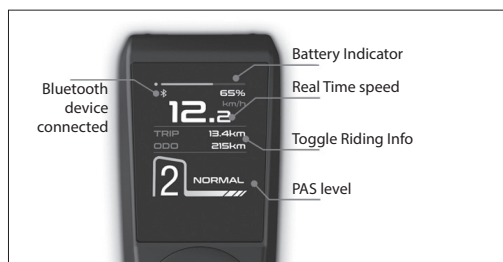 Battery Indicator
65%
Bluetooth
device
connected
Real Time speed
km/h
12.2
TRIP 13.4km
ODO 215km
Toggle Riding Info
2 NORMAL
PAS level